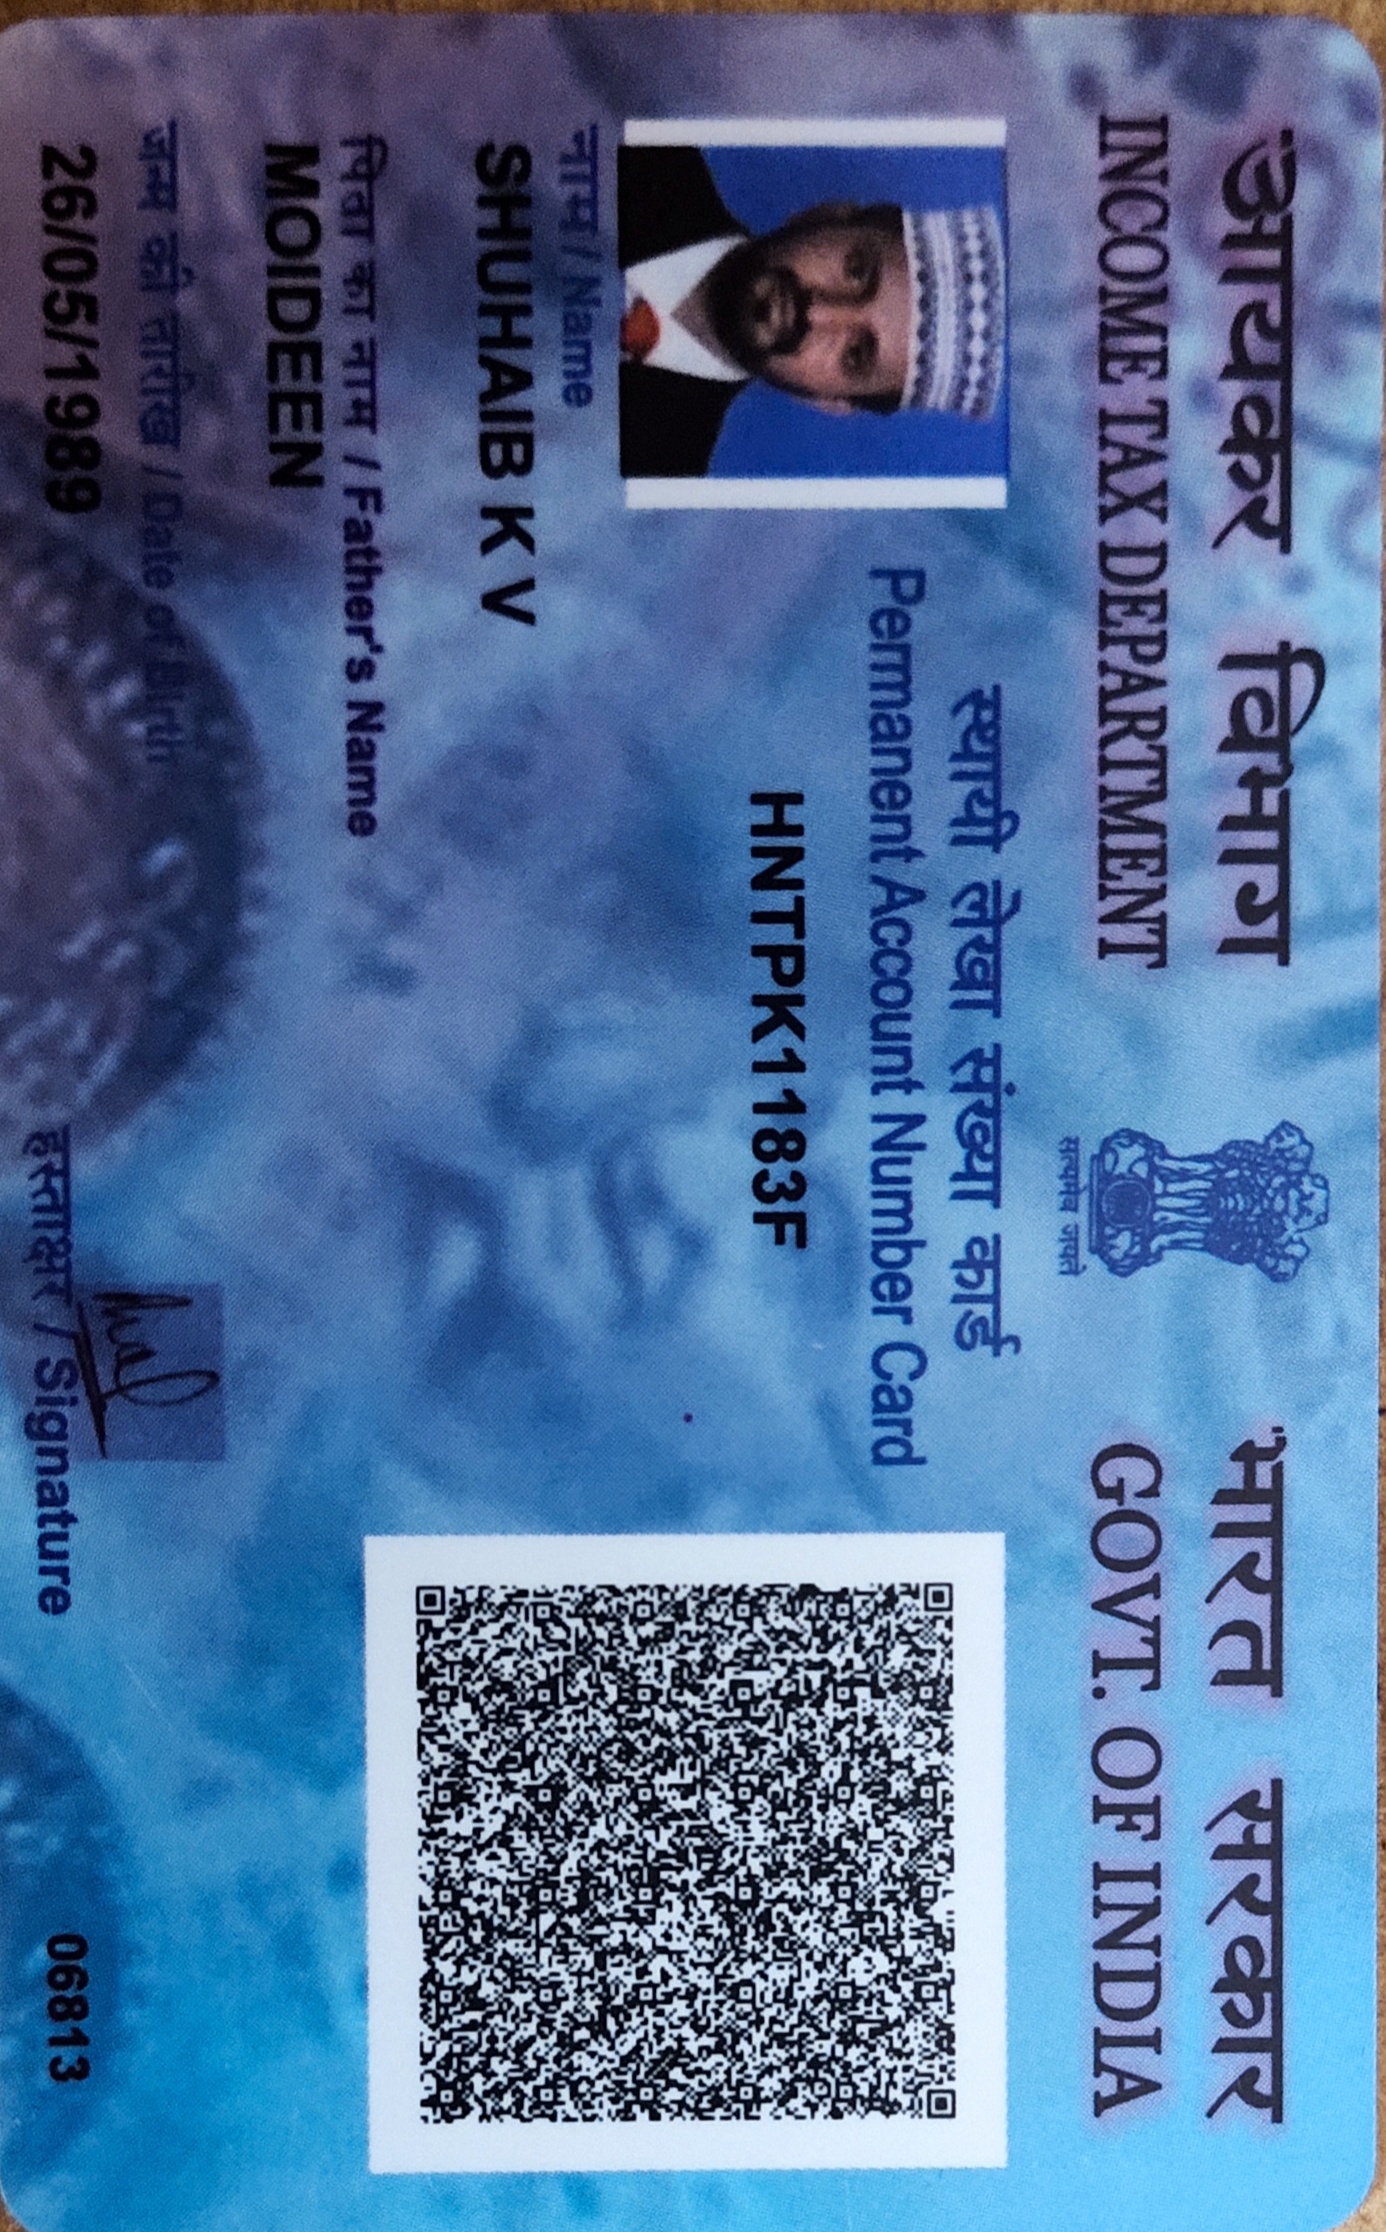 आयकर विभाग
INCOME TAX DEPARTMENT
सत्यमेव जयते
भारत सरकार
GOVT. OF INDIA
स्थायी लेखा संख्या कार्ड
Permanent Account Number Card
HNTPK1183F
नाम / Name
SHUHAIB K V
पिता का नाम / Father's Name
MOIDEEN
जन्म की तारीख / Date of Birth
26/05/1989
हस्ताक्षर / Signature
06813